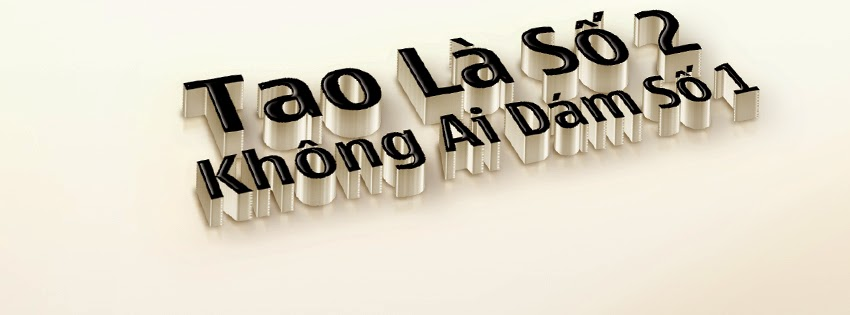 Tao Là Số 2
Không Ai Dám Số 1